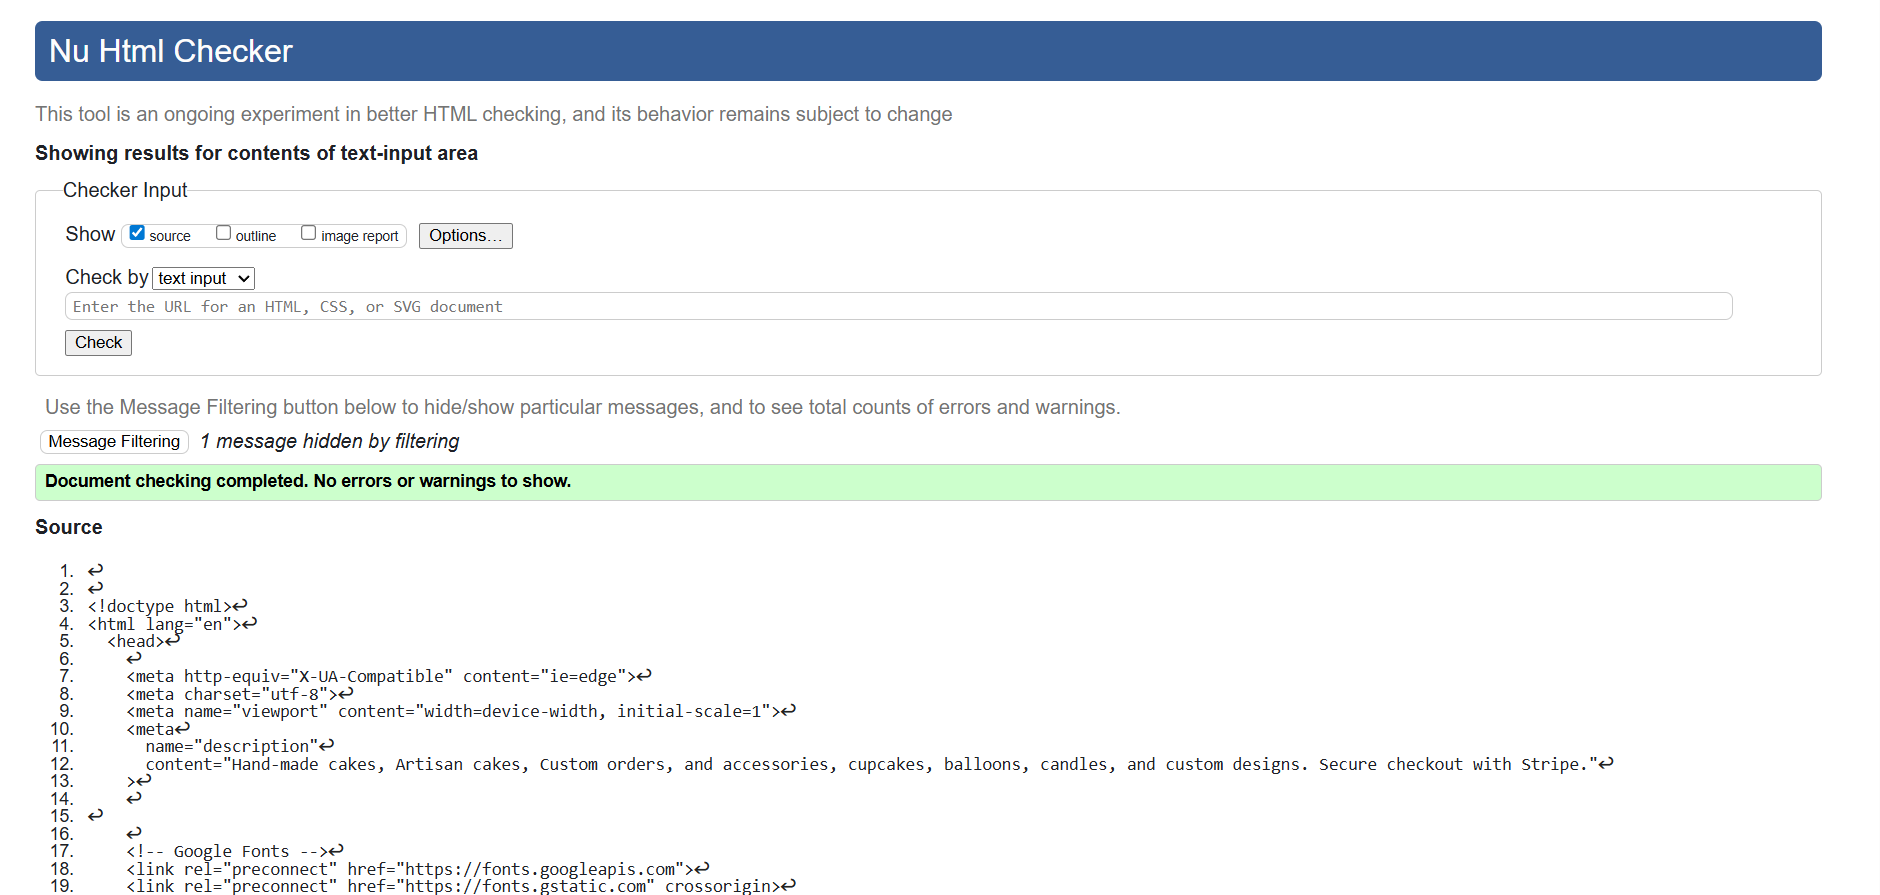 Nu Html Checker
This tool is an ongoing experiment in better HTML checking, and its behavior remains subject to change
Showing results for contents of text-input area
Checker Input
Show source outline image report Options...
Check by text input
Enter the URL for an HTML, CSS, or SVG document
Check
Use the Message Filtering button below to hide/show particular messages, and to see total counts of errors and warnings.
Message Filtering 1 message hidden by filtering
Document checking completed. No errors or warnings to show.
Source
1. ↩
2. ↩
3. <!doctype html>↩
4. <html lang="en">↩
5. <head>↩
6. ↩
7. <meta http-equiv="X-UA-Compatible" content="ie=edge">↩
8. <meta charset="utf-8">↩
9. <meta name="viewport" content="width=device-width, initial-scale=1">↩
10. <meta↩
11. name="description"↩
12. content="Hand-made cakes, Artisan cakes, Custom orders, and accessories, cupcakes, balloons, candles, and custom designs. Secure checkout with Stripe."↩
13. >↩
14. ↩
15. ↩
16. ↩
17. <!-- Google Fonts -->↩
18. <link rel="preconnect" href="https://fonts.googleapis.com">↩
19. <link rel="preconnect" href="https://fonts.gstatic.com" crossorigin>↩